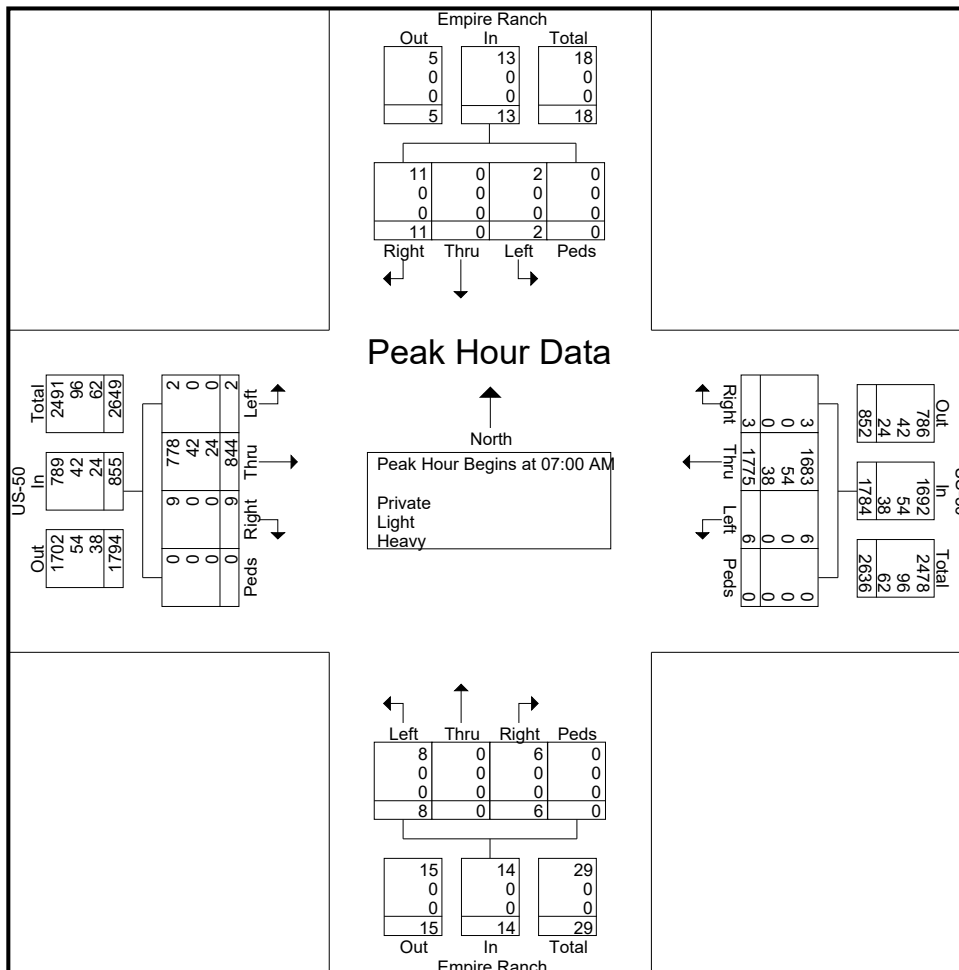 Empire Ranch
Out In Total
5 13 18
0 0 0
0 0 0
5 13 18
11 0 2 0
0 0 0 0
0 0 0 0
11 0 2 0
Right Thru Left Peds
Peak Hour Data
North
Peak Hour Begins at 07:00 AM
Private
Light
Heavy
US-50
Total In Out
2491 789 1702
96 42 54
62 24 38
2649 855 1794
Left Thru Right Peds
2 778 9 0
0 42 0 0
0 24 0 0
2 844 9 0
Right Thru Left Peds
3 1683 6 0
0 54 0 0
0 38 0 0
3 1775 6 0
Out In Total
786 1692 2478
42 54 96
24 38 62
852 1784 2636
Left Thru Right Peds
8 0 6 0
0 0 0 0
0 0 0 0
8 0 6 0
15 14 29
0 0 0
0 0 0
15 14 29
Out In Total
Empire Ranch